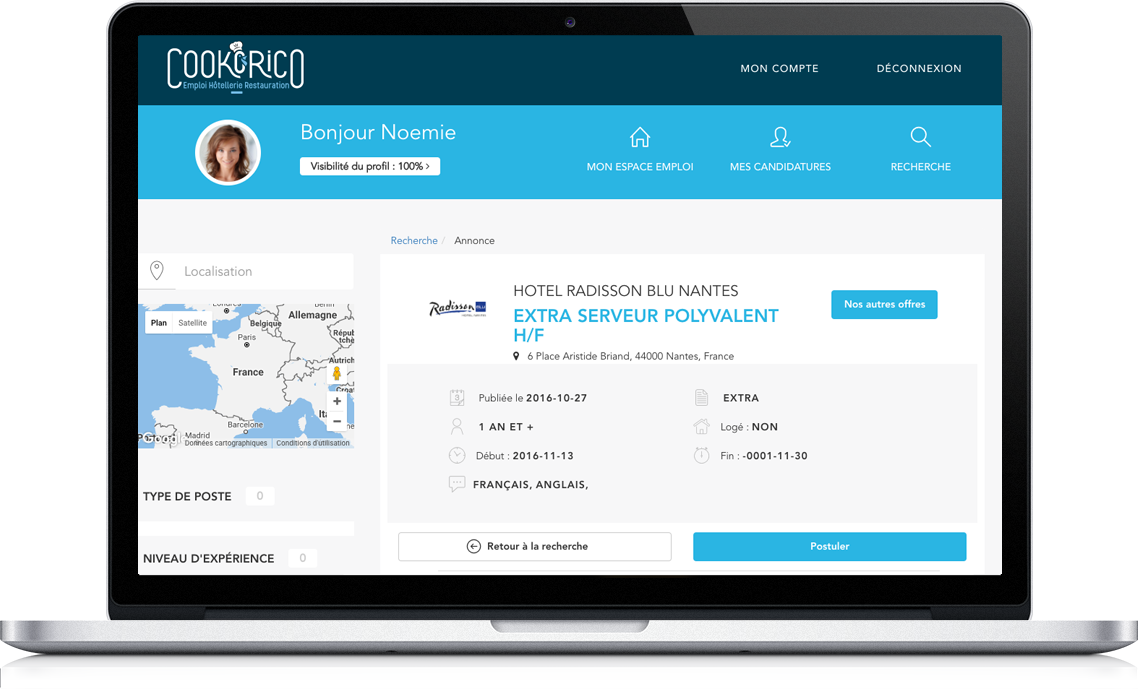 COOKORICO
Emploi Hôtellerie Restauration
MON COMPTE
DÉCONNEXION
Bonjour Noemie
Visibilité du profil : 100% ›
MON ESPACE EMPLOI
MES CANDIDATURES
RECHERCHE
Recherche / Annonce
Localisation
Plan
Satellite
Londres
Berlin
Allemagne
Belgique
Paris
Répu
tchè
Autrich
France
Croat
Ita
Barcelone
Madrid
Google
Données cartographiques
Conditions d'utilisation
TYPE DE POSTE 0
NIVEAU D'EXPÉRIENCE 0
Radisson BLU
HOTEL RADISSON BLU NANTES
EXTRA SERVEUR POLYVALENT
H/F
6 Place Aristide Briand, 44000 Nantes, France
Nos autres offres
Publiée le 2016-10-27
EXTRA
1 AN ET +
Logé : NON
Début : 2016-11-13
Fin : -0001-11-30
FRANÇAIS, ANGLAIS,
Retour à la recherche
Postuler